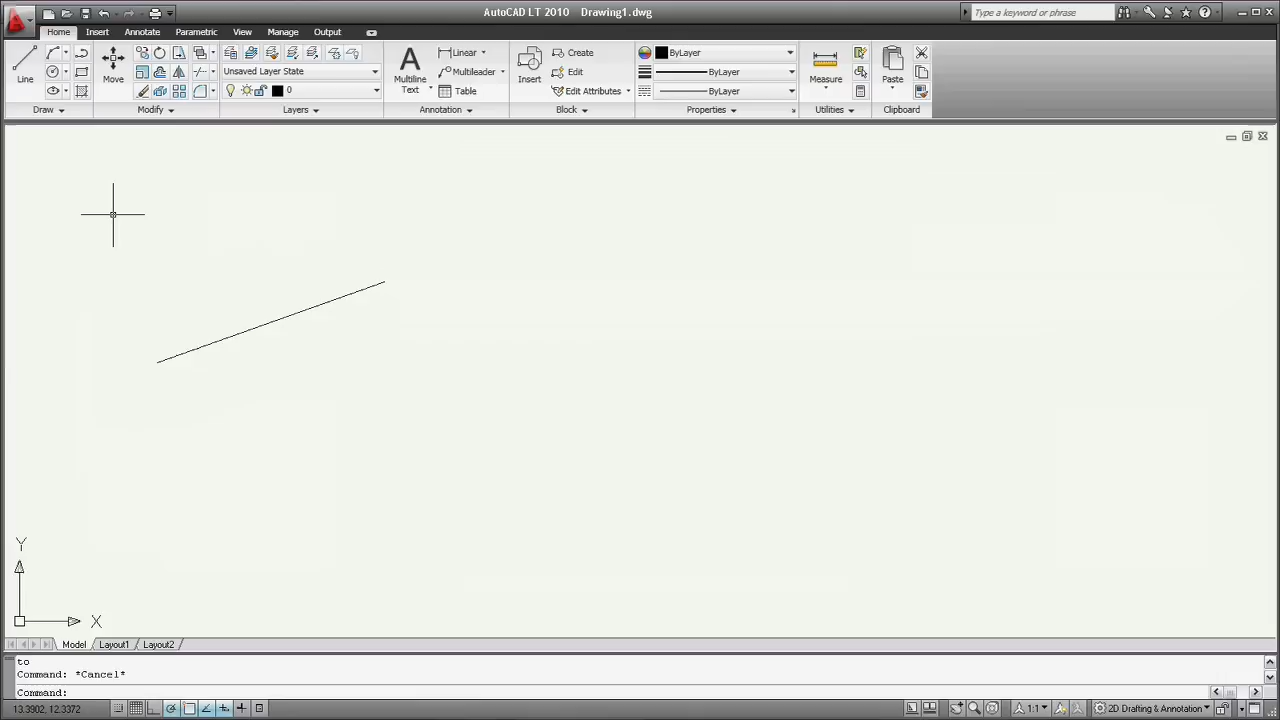 AutoCAD LT 2010 Drawing1.dwg
Type a keyword or phrase
Home Insert Annotate Parametric View Manage Output
Line
Move
Unsaved Layer State
0
A
Multiline
Text
Linear
Multileader
Table
Insert
Create
Edit
Edit Attributes
ByLayer
ByLayer
ByLayer
Measure
Paste
Draw Modify Layers Annotation Block Properties Utilities Clipboard
Y
X
Model Layout1 Layout2
to
Command: *Cancel*
Command:
13.3902, 12.3372
1:1
2D Drafting & Annotation